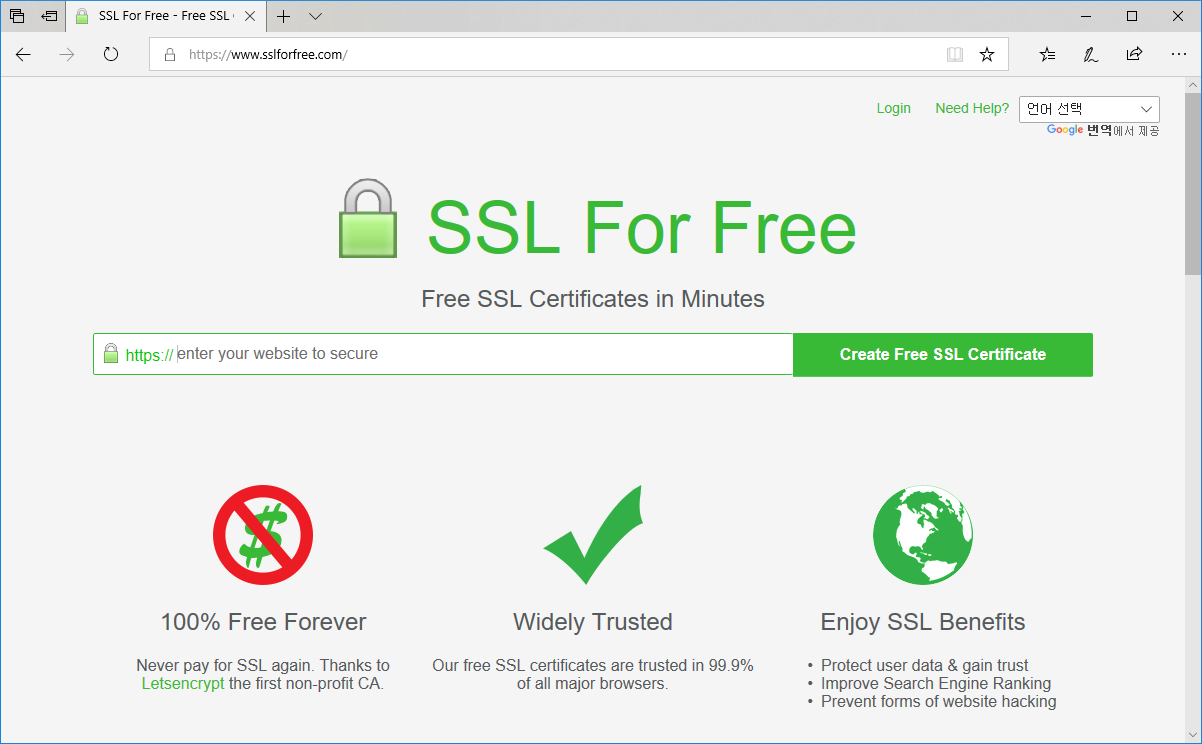 SSL For Free - Free SSL
https://www.sslforfree.com/
Login Need Help? 언어 선택
Google 번역에서 제공
SSL For Free
Free SSL Certificates in Minutes
https:// enter your website to secure Create Free SSL Certificate
100% Free Forever
Never pay for SSL again. Thanks to
Letsencrypt the first non-profit CA.
Widely Trusted
Our free SSL certificates are trusted in 99.9%
of all major browsers.
Enjoy SSL Benefits
• Protect user data & gain trust
• Improve Search Engine Ranking
• Prevent forms of website hacking